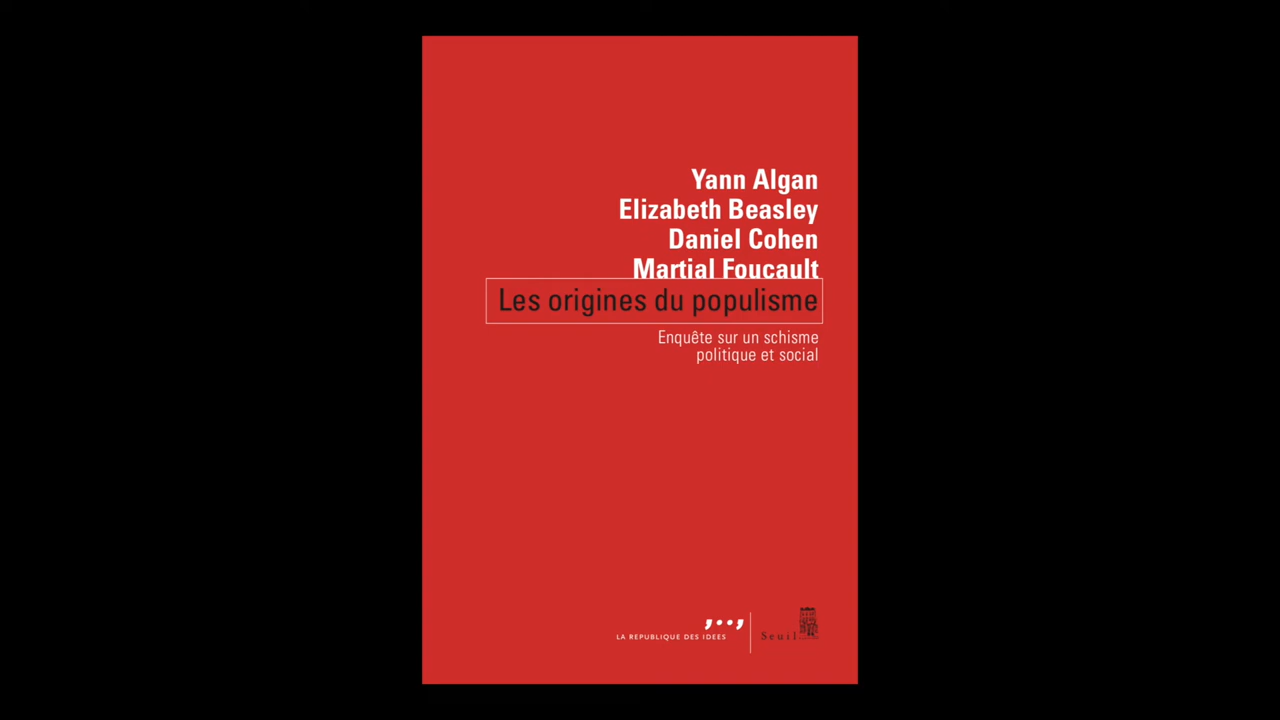 Yann Algan
Elizabeth Beasley
Daniel Cohen
Martial Foucault
Les origines du populisme
Enquête sur un schisme
politique et social
LA REPUBLIQUE DES IDEES
Seuil